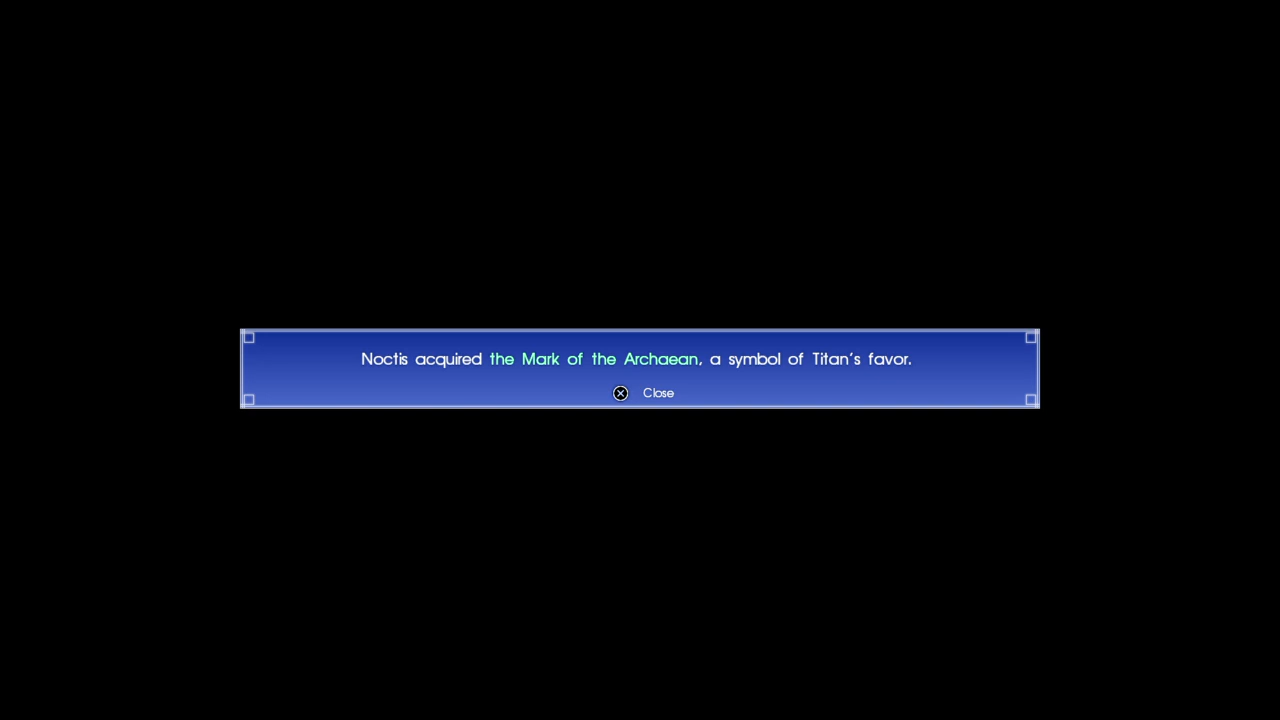 Noctis acquired the Mark of the Archaean, a symbol of Titan's favor.
Close